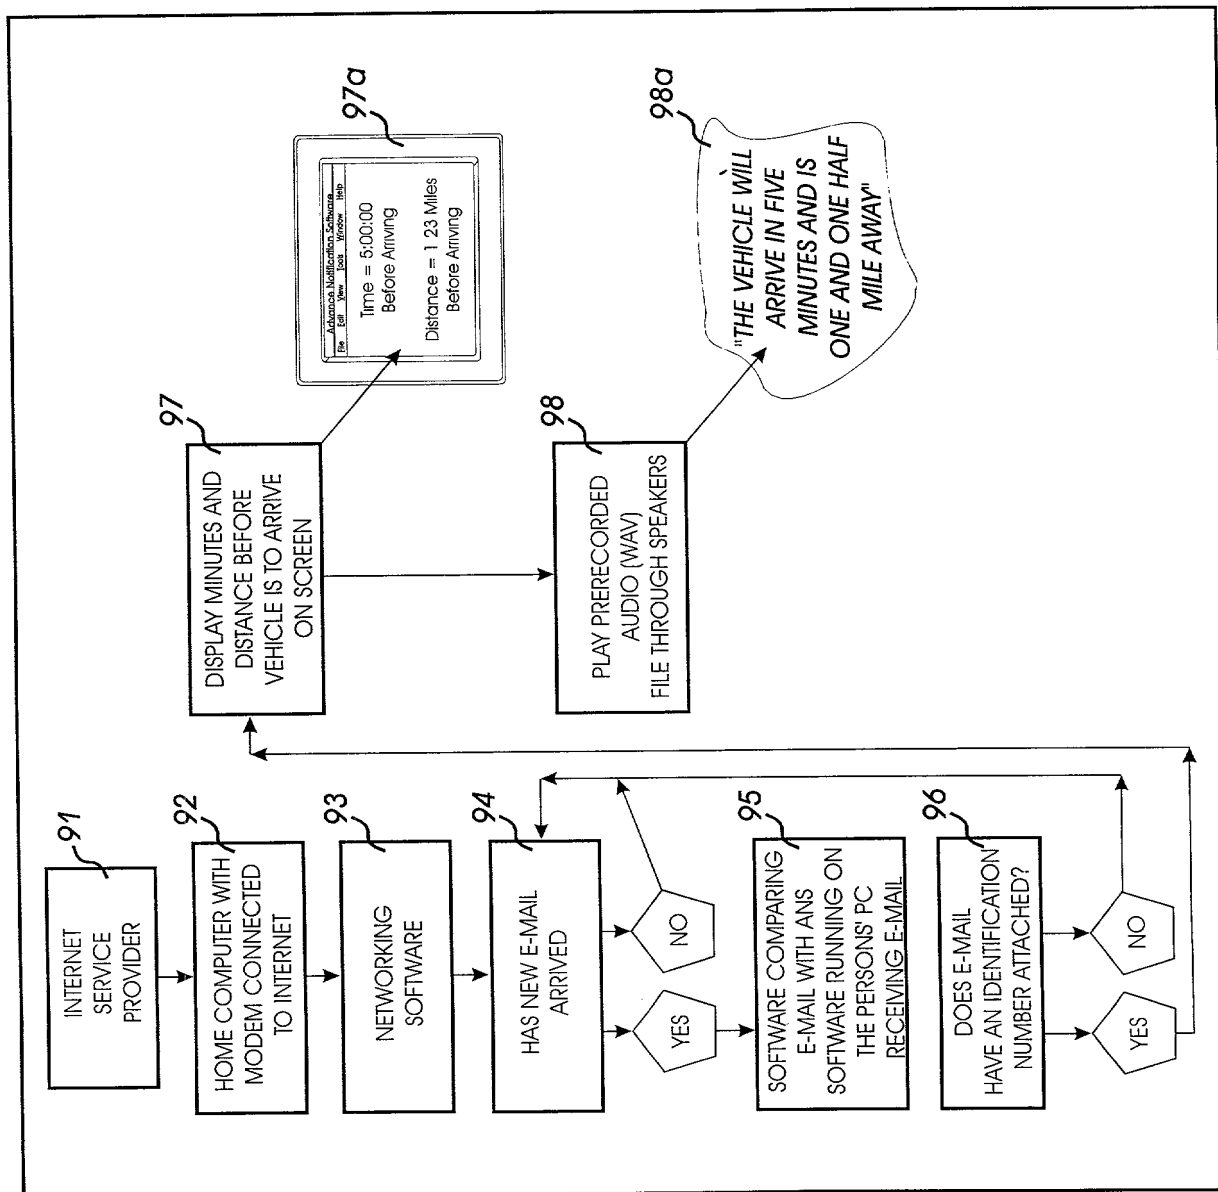 91
INTERNET
SERVICE
PROVIDER
92
HOME COMPUTER WITH
MODEM CONNECTED
TO INTERNET
93
NETWORKING
SOFTWARE
94
HAS NEW E-MAIL
ARRIVED
YES
NO
95
SOFTWARE COMPARING
E-MAIL WITH ANS
SOFTWARE RUNNING ON
THE PERSONS' PC
RECEIVING E-MAIL
96
DOES E-MAIL
HAVE AN IDENTIFICATION
NUMBER ATTACHED?
YES
NO
97
DISPLAY MINUTES AND
DISTANCE BEFORE
VEHICLE IS TO ARRIVE
ON SCREEN
97a
Advance Notification Software
File Edit View Tools Window Help
Time = 5:00:00
Before Arriving
Distance = 1 23 Miles
Before Arriving
98
PLAY PRERECORDED
AUDIO (WAV)
FILE THROUGH SPEAKERS
98a
"THE VEHICLE WILL
ARRIVE IN FIVE
MINUTES AND IS
ONE AND ONE HALF
MILE AWAY"